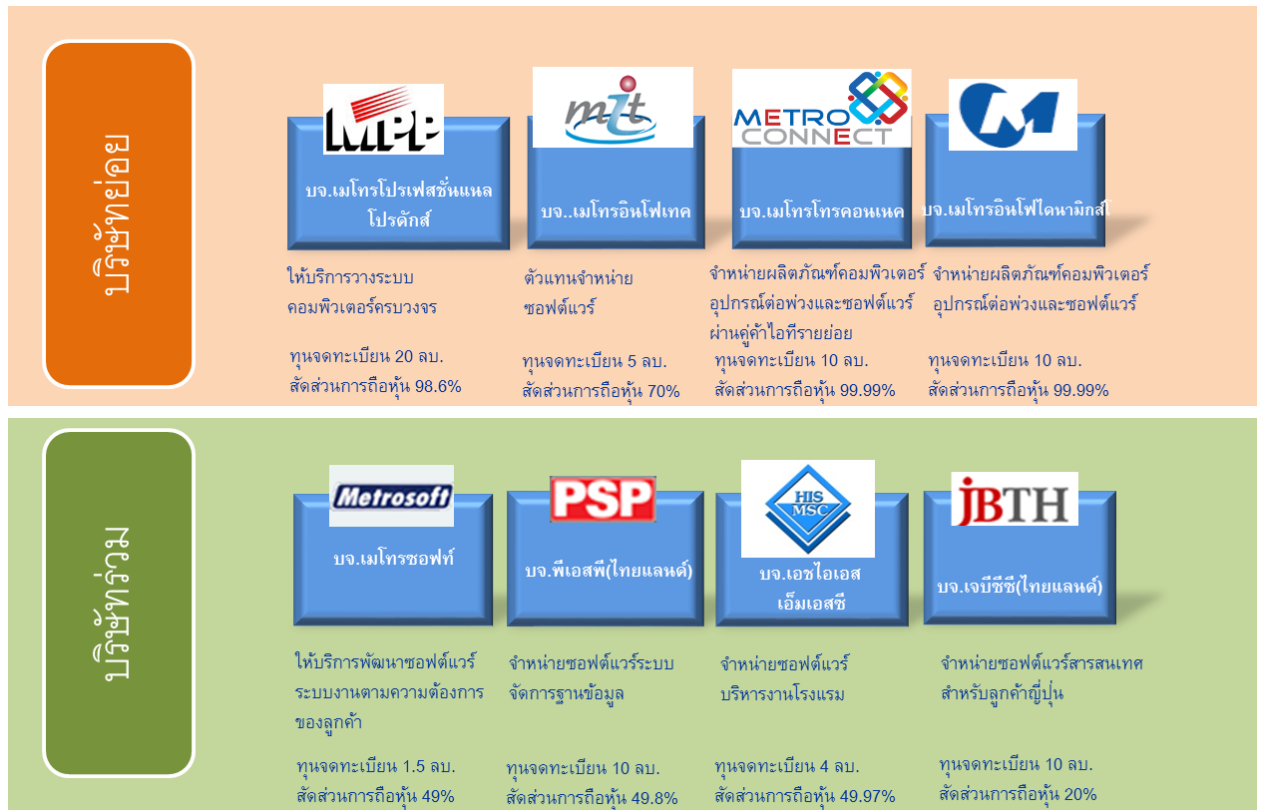 บริษัทย่อย
MPP
บจ.เมโทรโปรเฟสชั่นแนล
โปรดักส์
ให้บริการวางระบบ
คอมพิวเตอร์ครบวงจร
ทุนจดทะเบียน 20 ลบ.
สัดส่วนการถือหุ้น 98.6%
mit
บจ..เมโทรอินโฟเทค
ตัวแทนจำหน่าย
ซอฟต์แวร์
ทุนจดทะเบียน 5 ลบ.
สัดส่วนการถือหุ้น 70%
METRO
CONNECT
บจ.เมโทรโทรคอนเนค
จำหน่ายผลิตภัณฑ์คอมพิวเตอร์
อุปกรณ์ต่อพ่วงและซอฟต์แวร์
ผ่านคู่ค้าไอทีรายย่อย
ทุนจดทะเบียน 10 ลบ.
สัดส่วนการถือหุ้น 99.99%
บจ.เมโทรอินโฟไดนามิกส์โ
จำหน่ายผลิตภัณฑ์คอมพิวเตอร์
อุปกรณ์ต่อพ่วงและซอฟต์แวร์
ทุนจดทะเบียน 10 ลบ.
สัดส่วนการถือหุ้น 99.99%
บริษัทร่วม
Metrosoft
บจ.เมโทรซอฟท์
ให้บริการพัฒนาซอฟต์แวร์
ระบบงานตามความต้องการ
ของลูกค้า
ทุนจดทะเบียน 1.5 ลบ.
สัดส่วนการถือหุ้น 49%
PSP
บจ.พีเอสพี(ไทยแลนด์)
จำหน่ายซอฟต์แวร์ระบบ
จัดการฐานข้อมูล
ทุนจดทะเบียน 10 ลบ.
สัดส่วนการถือหุ้น 49.8%
HIS
MSC
บจ.เอชไอเอส
เอ็มเอสซี
จำหน่ายซอฟต์แวร์
บริหารงานโรงแรม
ทุนจดทะเบียน 4 ลบ.
สัดส่วนการถือหุ้น 49.97%
jBTH
บจ.เจบีซีซี(ไทยแลนด์)
จำหน่ายซอฟต์แวร์สารสนเทศ
สำหรับลูกค้าญี่ปุ่น
ทุนจดทะเบียน 10 ลบ.
สัดส่วนการถือหุ้น 20%